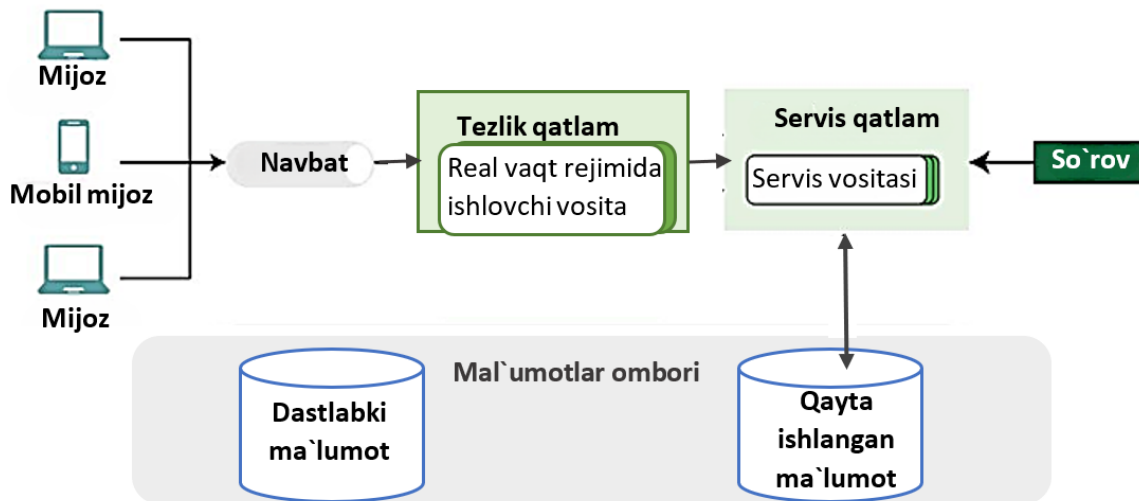 Mijoz
Mobil mijoz
Mijoz
Navbat
Tezlik qatlam
Real vaqt rejimida
ishlovchi vosita
Servis qatlam
Servis vositasi
So`rov
Mal`umotlar ombori
Dastlabki
ma`lumot
Qayta
ishlangan
ma`lumot